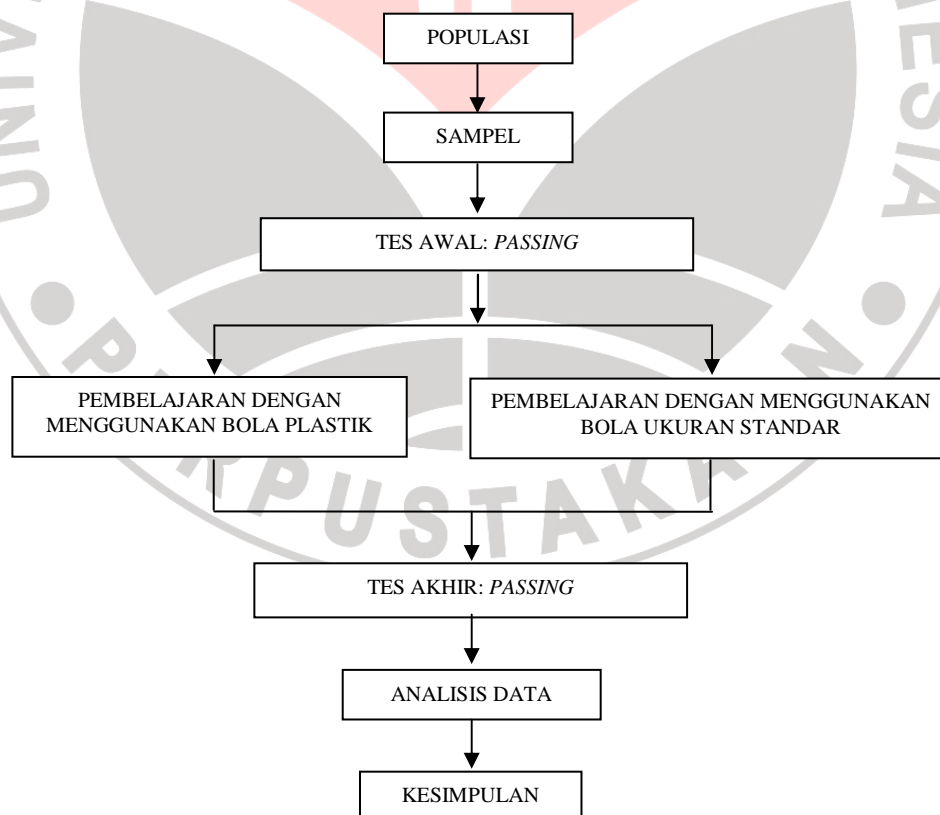 POPULASI
SAMPEL
TES AWAL: PASSING
PEMBELAJARAN DENGAN
MENGGUNAKAN BOLA PLASTIK
PEMBELAJARAN DENGAN MENGGUNAKAN
BOLA UKURAN STANDAR
TES AKHIR: PASSING
ANALISIS DATA
KESIMPULAN